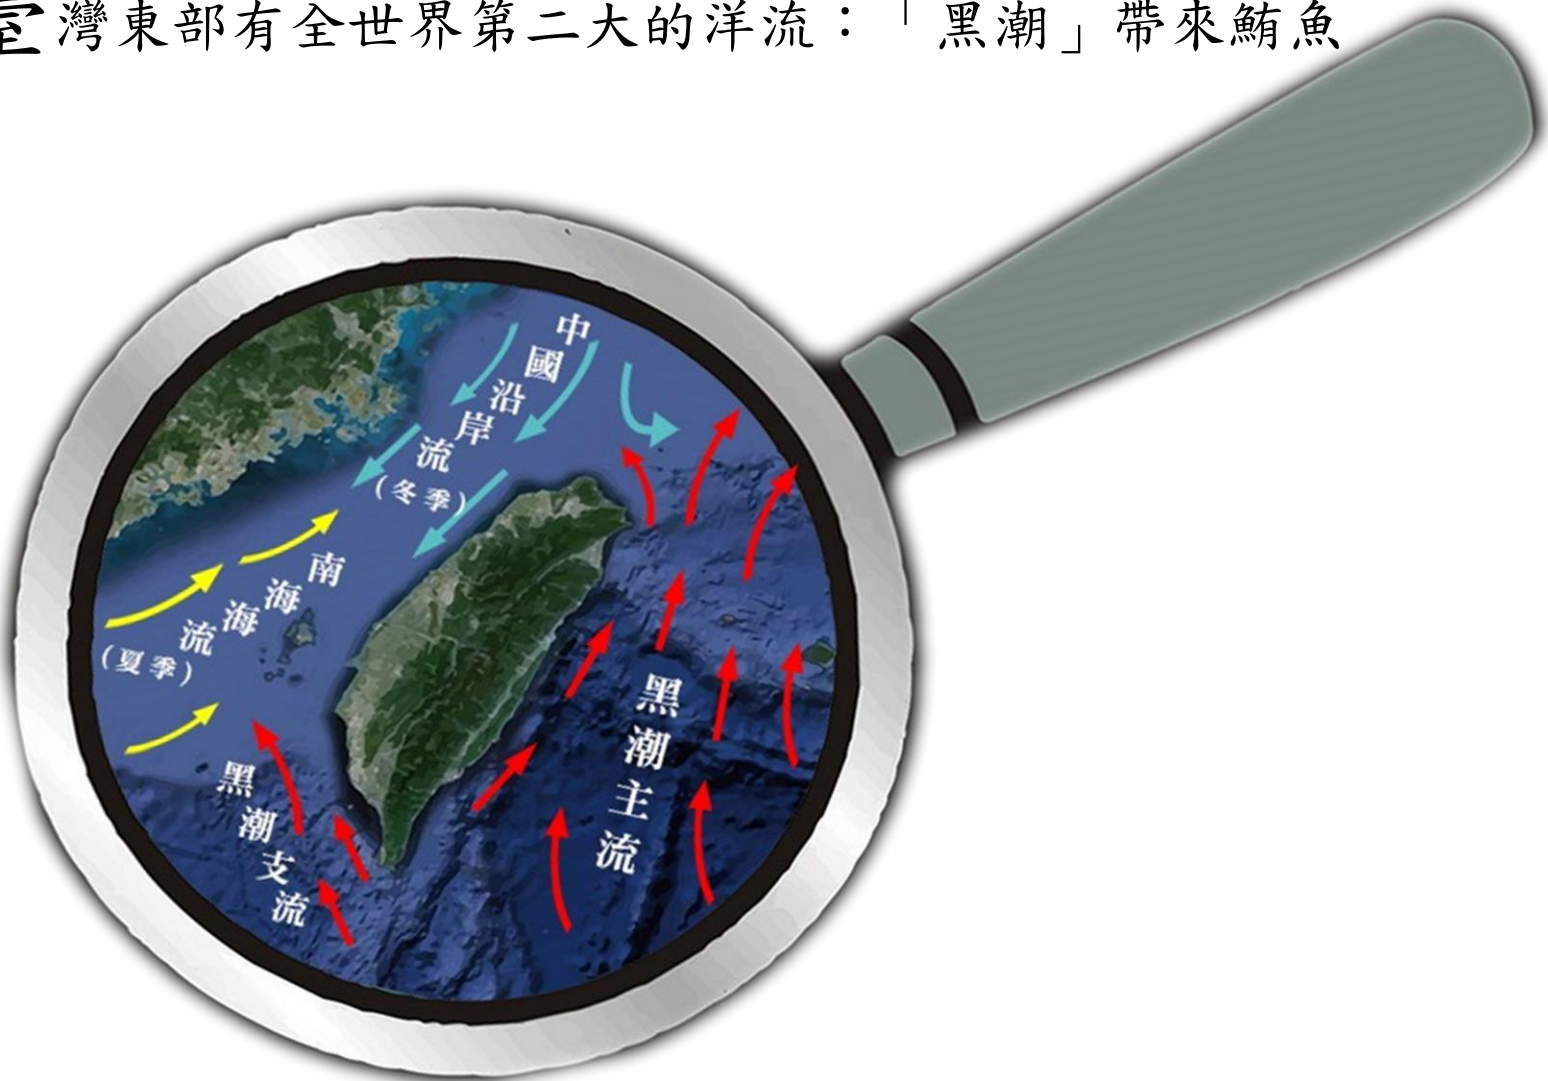 臺灣東部有全世界第二大的洋流：「黑潮」帶來鮪魚
中國沿岸流
(冬季)
南海海流
(夏季)
黑潮主流
黑潮支流